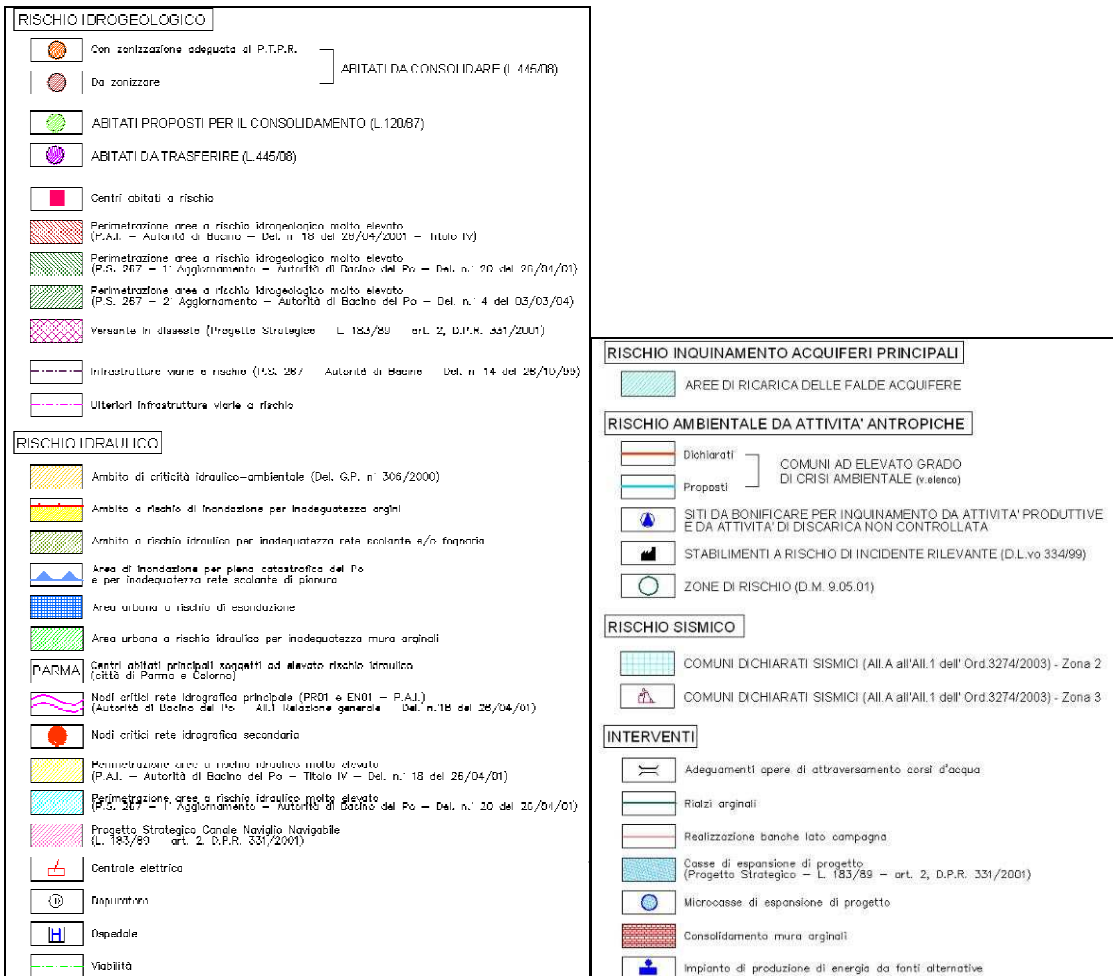 RISCHIO IDROGEOLOGICO
Con zonizzazione adeguata al P.T.P.R.
Da zonizzare
ABITATI DA CONSOLIDARE (L.445/08)
ABITATI PROPOSTI PER IL CONSOLIDAMENTO (L.120/87)
ABITATI DA TRASFERIRE (L.445/08)
Centri abitati a rischio
Perimetrazione aree a rischio idrogeologico molto elevato
(P.A.I. – Autorità di Bacino – Del. n° 18 del 26/04/2001 – Titolo IV)
Perimetrazione aree a rischio idrogeologico molto elevato
(P.S. 267 – 1° Aggiornamento – Autorità di Bacino del Po – Del. n.° 20 del 26/04/01)
Perimetrazione aree a rischio idrogeologico molto elevato
(P.S. 267 – 2° Aggiornamento – Autorità di Bacino del Po – Del. n.° 4 del 03/03/04)
Versante in dissesto (Progetto Strategico L. 183/89 art. 2, D.P.R. 331/2001)
Infrastrutture viarie a rischio (P.S. 267 Autorità di Bacino Del. n° 14 del 26/10/99)
Ulteriori infrastrutture viarie a rischio
RISCHIO IDRAULICO
Ambito di criticità idraulico-ambientale (Del. G.P. n° 306/2000)
Ambito a rischio di inondazione per inadeguatezza argini
Ambito a rischio idraulico per inadeguatezza rete scolante e/o fognaria
Area di inondazione per piena catastrofica del Po
e per inadeguatezza rete scolante di pianura
Area urbana a rischio di esondazione
Area urbana a rischio idraulico per inadeguatezza mura arginali
PARMA
Centri abitati principali soggetti ad elevato rischio idraulico
(città di Parma e Colorno)
Nodi critici rete idrografica principale (PR01 e EN01 – P.A.I.)
(Autorità di Bacino del Po All.1 Relazione generale Del. n.°18 del 26/04/01)
Nodi critici rete idrografica secondaria
Perimetrazione aree a rischio idraulico molto elevato
(P.A.I. – Autorità di Bacino del Po – Titolo IV – Del. n.° 18 del 26/04/01)
Perimetrazione aree a rischio idraulico molto elevato
(P.S. 267 – 1° Aggiornamento – Autorità di Bacino del Po – Del. n.° 20 del 26/04/01)
Progetto Strategico Canale Naviglio Navigabile
(L. 183/89 art. 2, D.P.R. 331/2001)
Centrale elettrica
D
Depuratore
H
Ospedale
Viabilità
RISCHIO INQUINAMENTO ACQUIFERI PRINCIPALI
AREE DI RICARICA DELLE FALDE ACQUIFERE
RISCHIO AMBIENTALE DA ATTIVITA' ANTROPICHE
Dichiarati
Proposti
COMUNI AD ELEVATO GRADO
DI CRISI AMBIENTALE (v.elenco)
SITI DA BONIFICARE PER INQUINAMENTO DA ATTIVITA' PRODUTTIVE
E DA ATTIVITA' DI DISCARICA NON CONTROLLATA
STABILIMENTI A RISCHIO DI INCIDENTE RILEVANTE (D.L.vo 334/99)
ZONE DI RISCHIO (D.M. 9.05.01)
RISCHIO SISMICO
COMUNI DICHIARATI SISMICI (All.A all'All.1 dell' Ord.3274/2003) - Zona 2
COMUNI DICHIARATI SISMICI (All.A all'All.1 dell' Ord.3274/2003) - Zona 3
INTERVENTI
Adeguamenti opere di attraversamento corsi d'acqua
Rialzi arginali
Realizzazione banche lato campagna
Casse di espansione di progetto
(Progetto Strategico – L. 183/89 – art. 2, D.P.R. 331/2001)
Microcasse di espansione di progetto
Consolidamento mura arginali
Impianto di produzione di energia da fonti alternative